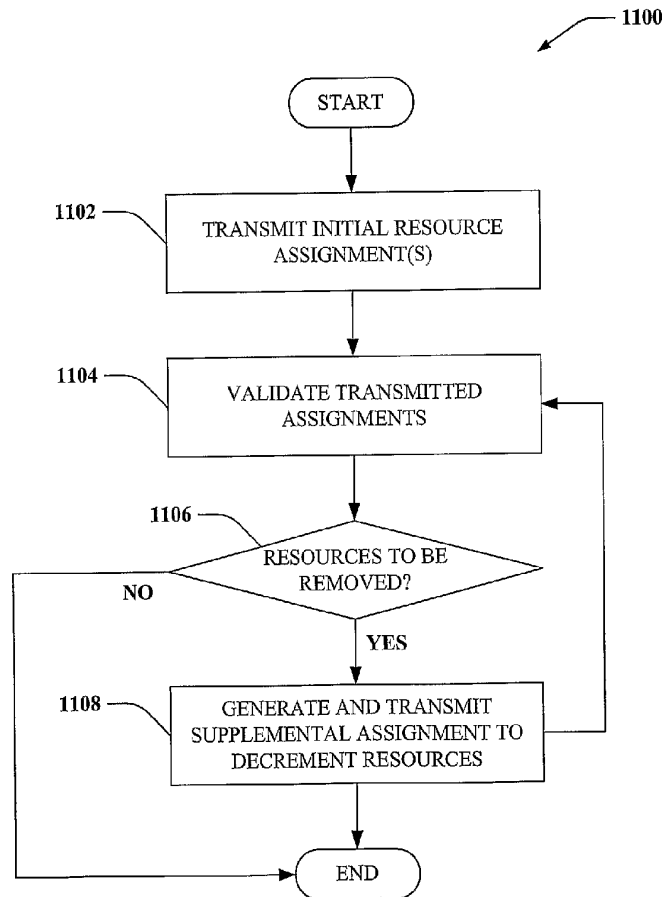 1100
START
1102
TRANSMIT INITIAL RESOURCE
ASSIGNMENT(S)
1104
VALIDATE TRANSMITTED
ASSIGNMENTS
1106
RESOURCES TO BE
REMOVED?
NO
YES
1108
GENERATE AND TRANSMIT
SUPPLEMENTAL ASSIGNMENT TO
DECREMENT RESOURCES
END